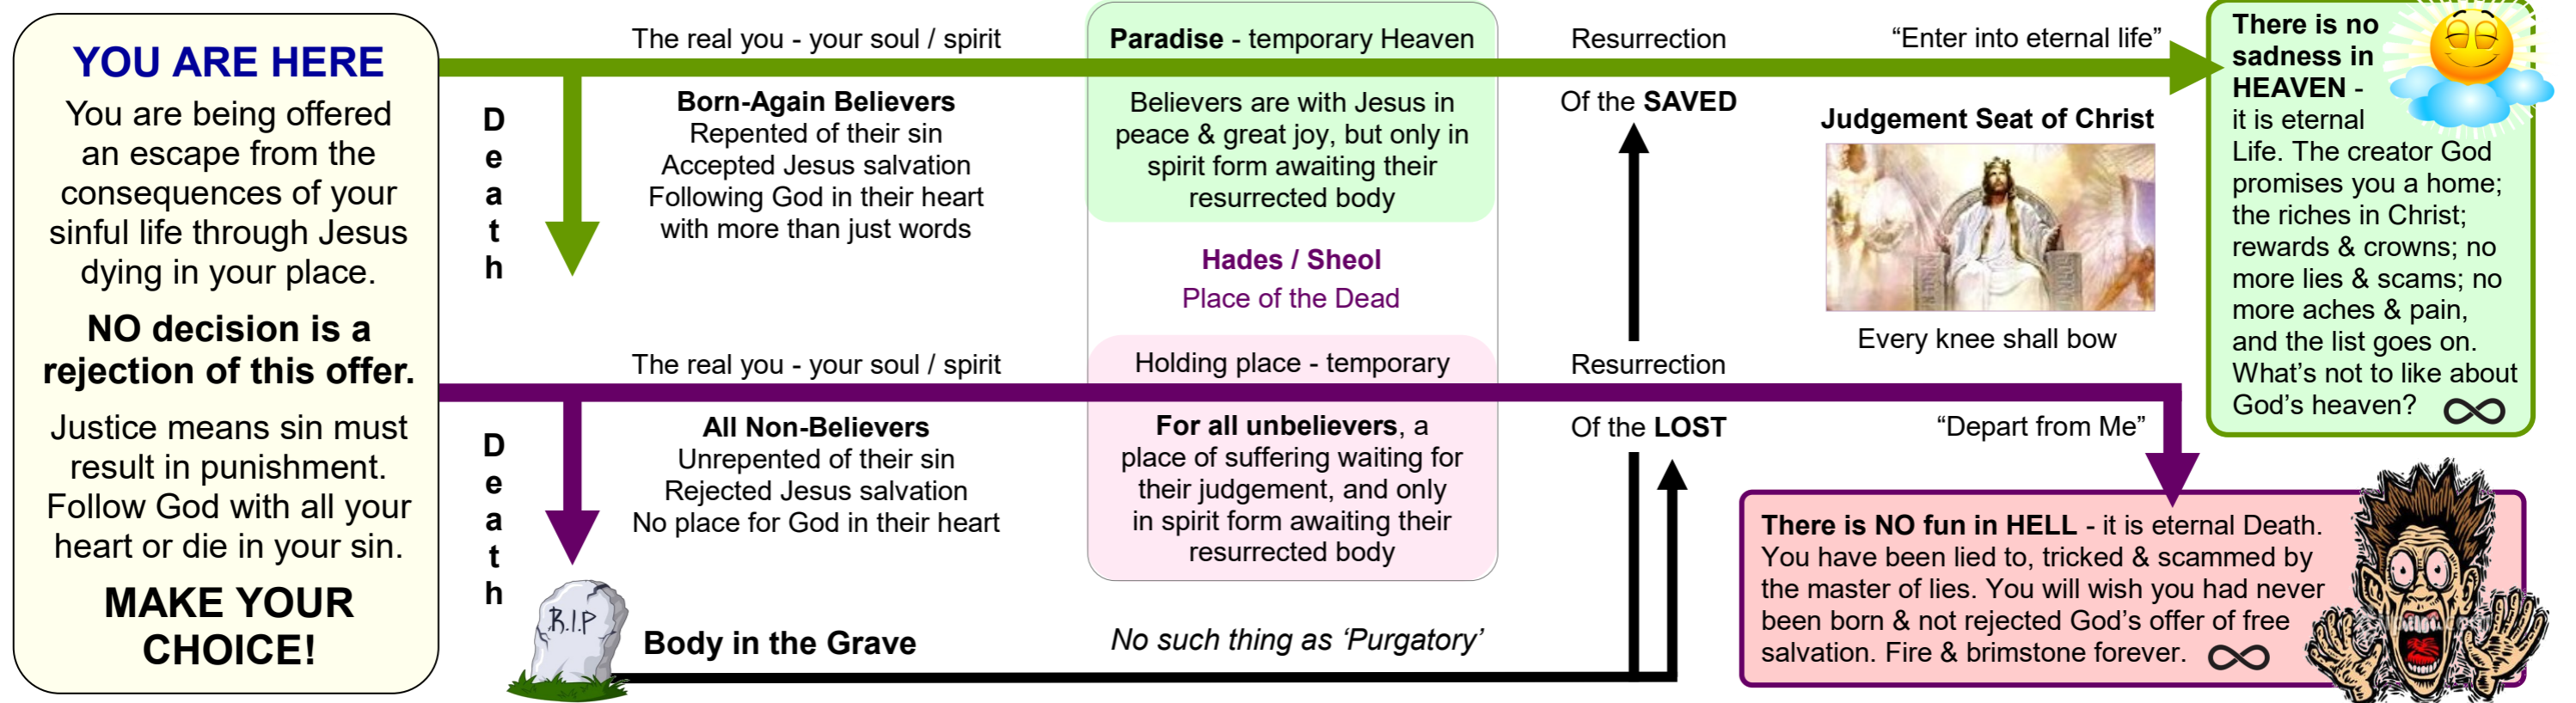 YOU ARE HERE
You are being offered
an escape from the
consequences of your
sinful life through Jesus
dying in your place.
NO decision is a
rejection of this offer.
Justice means sin must
result in punishment.
Follow God with all your
heart or die in your sin.
MAKE YOUR
CHOICE!
Death
The real you - your soul / spirit
Born-Again Believers
Repented of their sin
Accepted Jesus salvation
Following God in their heart
with more than just words
Paradise - temporary Heaven
Believers are with Jesus in
peace & great joy, but only in
spirit form awaiting their
resurrected body
Hades / Sheol
Place of the Dead
Resurrection
Of the SAVED
“Enter into eternal life”
Judgement Seat of Christ
Every knee shall bow
There is no
sadness in
HEAVEN -
it is eternal
Life. The creator God
promises you a home;
the riches in Christ;
rewards & crowns; no
more lies & scams; no
more aches & pain,
and the list goes on.
What’s not to like about
God’s heaven? ∞
Death
The real you - your soul / spirit
All Non-Believers
Unrepented of their sin
Rejected Jesus salvation
No place for God in their heart
Holding place - temporary
For all unbelievers, a
place of suffering waiting for
their judgement, and only
in spirit form awaiting their
resurrected body
Resurrection
Of the LOST
“Depart from Me”
There is NO fun in HELL - it is eternal Death.
You have been lied to, tricked & scammed by
the master of lies. You will wish you had never
been born & not rejected God’s offer of free
salvation. Fire & brimstone forever. ∞
R.I.P
Body in the Grave
No such thing as ‘Purgatory’